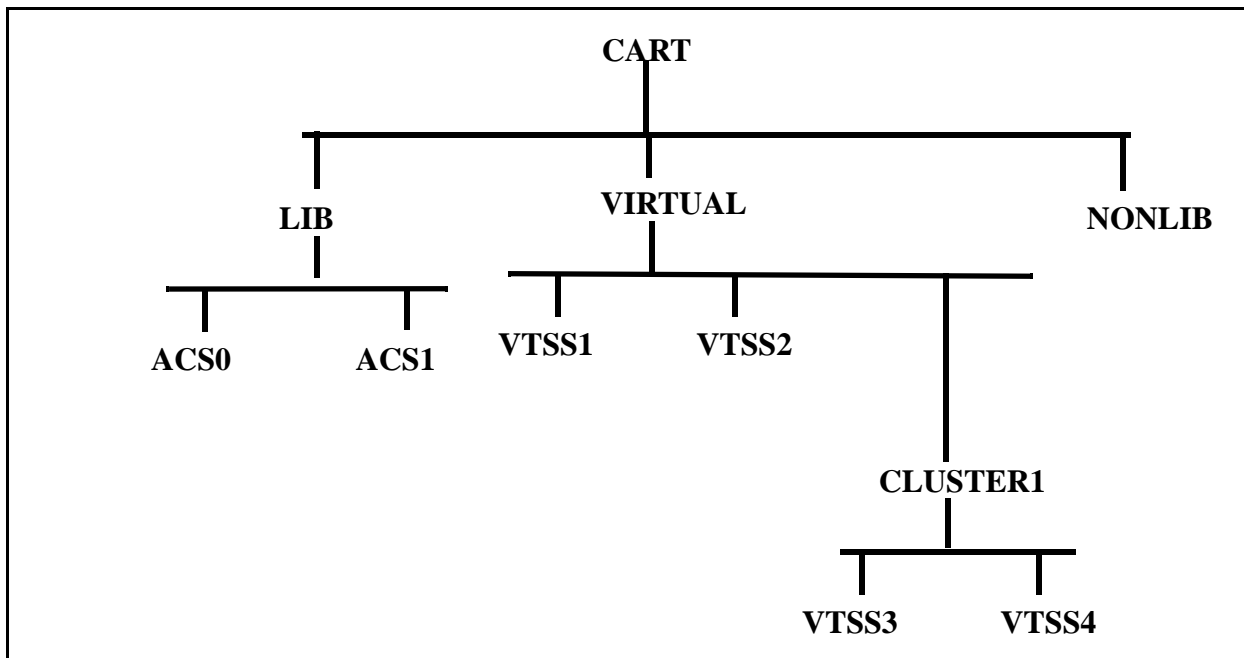 CART
LIB
VIRTUAL
NONLIB
ACS0
ACS1
VTSS1
VTSS2
CLUSTER1
VTSS3
VTSS4